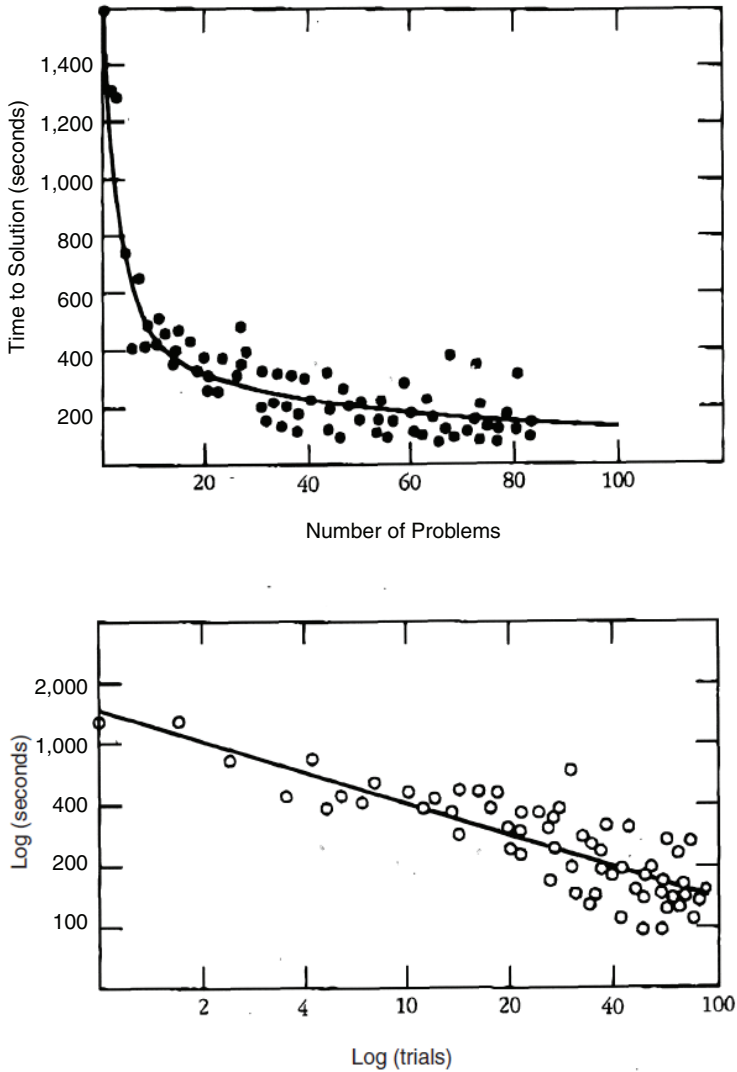 1,400
1,200
1,000
800
600
400
200
Time to Solution (seconds)
20 40 60 80 100
Number of Problems
2,000
1,000
400
200
100
Log (seconds)
2 4 10 20 40 100
Log (trials)